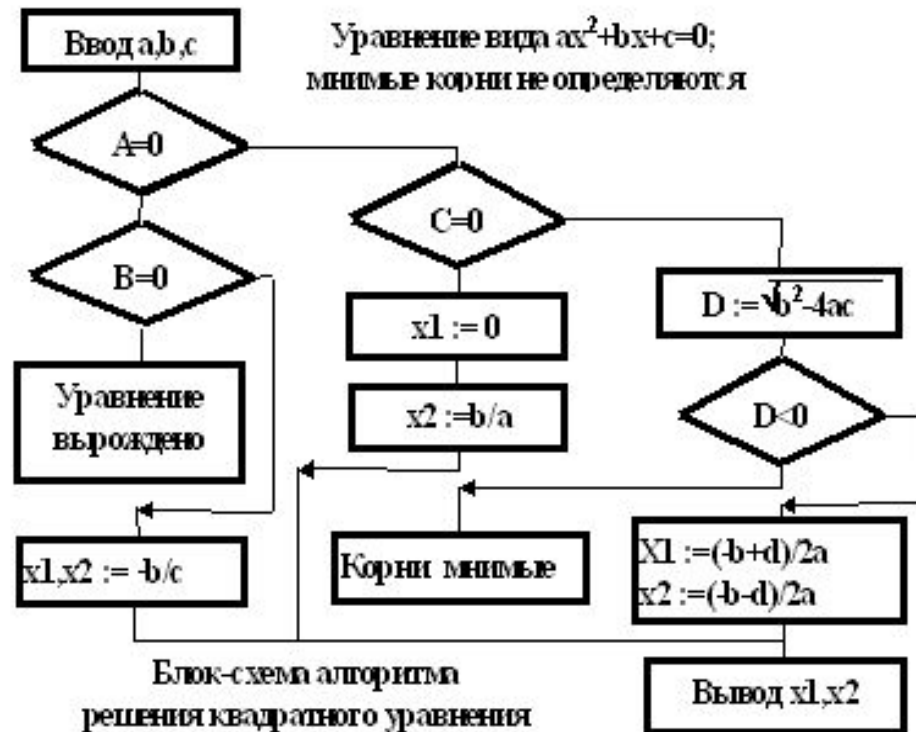 Ввод a,b,c
Уравнение вида ax²+bx+c=0;
мнимые корни не определяются
A=0
C=0
B=0
x1 := 0
D := √b²-4ac
Уравнение
вырождено
x2 :=b/a
D<0
x1,x2 := -b/c
Корни мнимые
X1 :=(-b+d)/2a
x2 :=(-b-d)/2a
Блок-схема алгоритма
решения квадратного уравнения
Вывод x1,x2